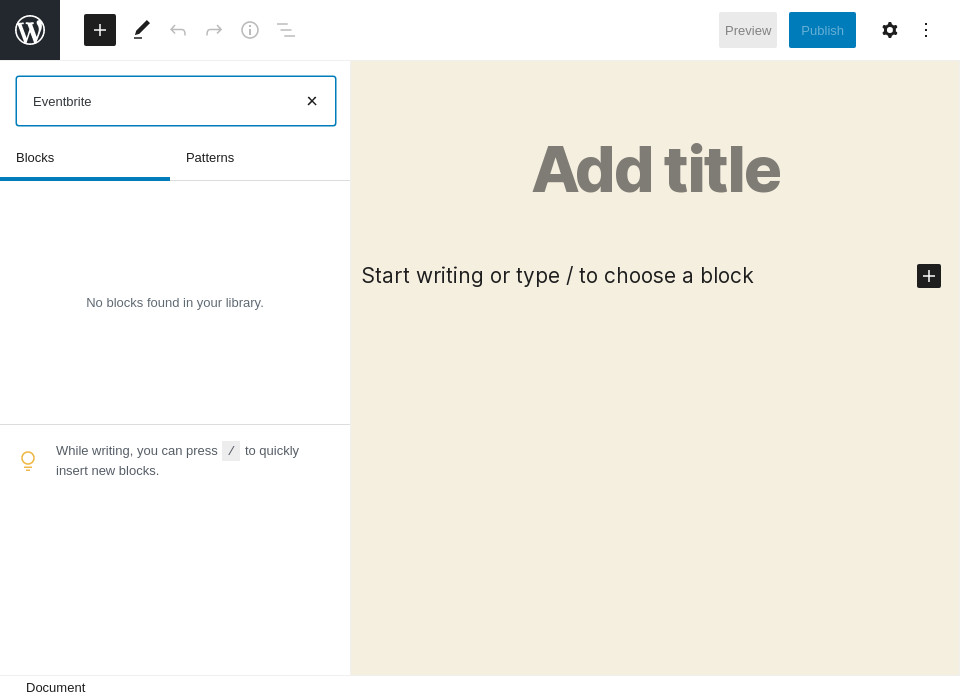 Preview
Publish
Eventbrite
Blocks
Patterns
No blocks found in your library.
While writing, you can press / to quickly
insert new blocks.
Add title
Start writing or type / to choose a block
Document